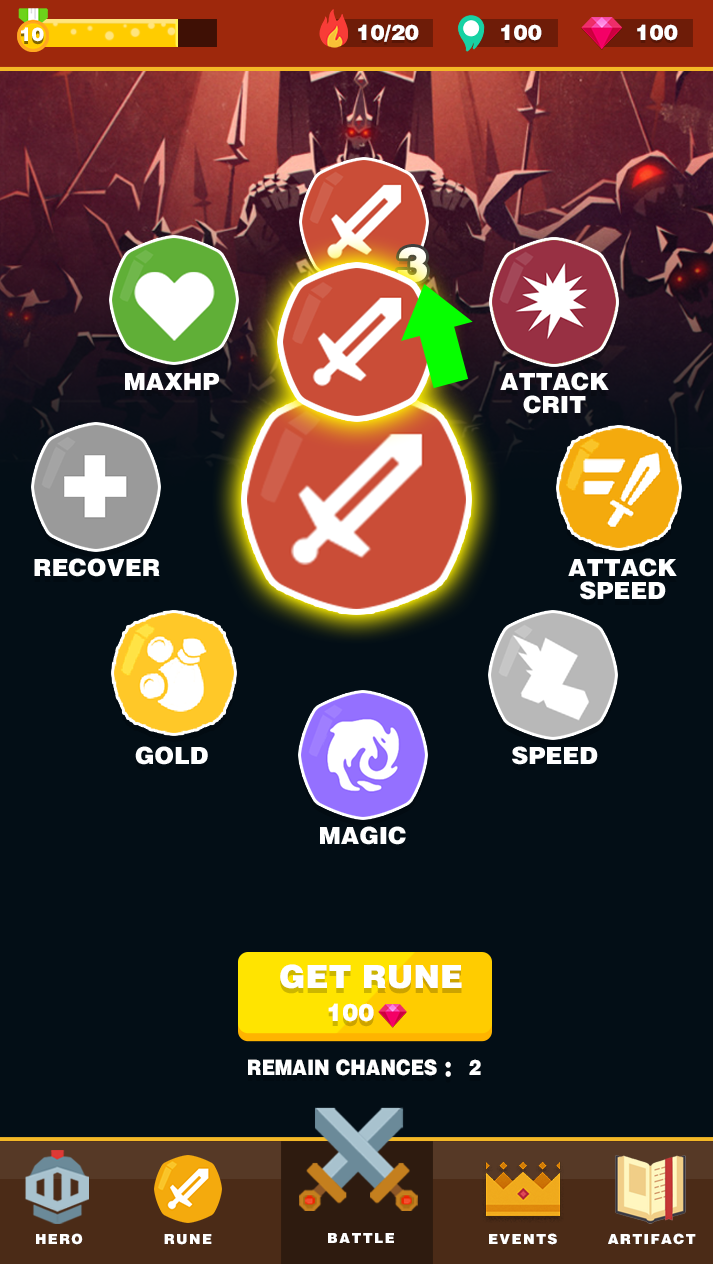 10
10/20
100
100
3
MAXHP
ATTACK
CRIT
RECOVER
ATTACK
SPEED
GOLD
SPEED
MAGIC
GET RUNE
100
REMAIN CHANCES : 2
HERO
RUNE
BATTLE
EVENTS
ARTIFACT